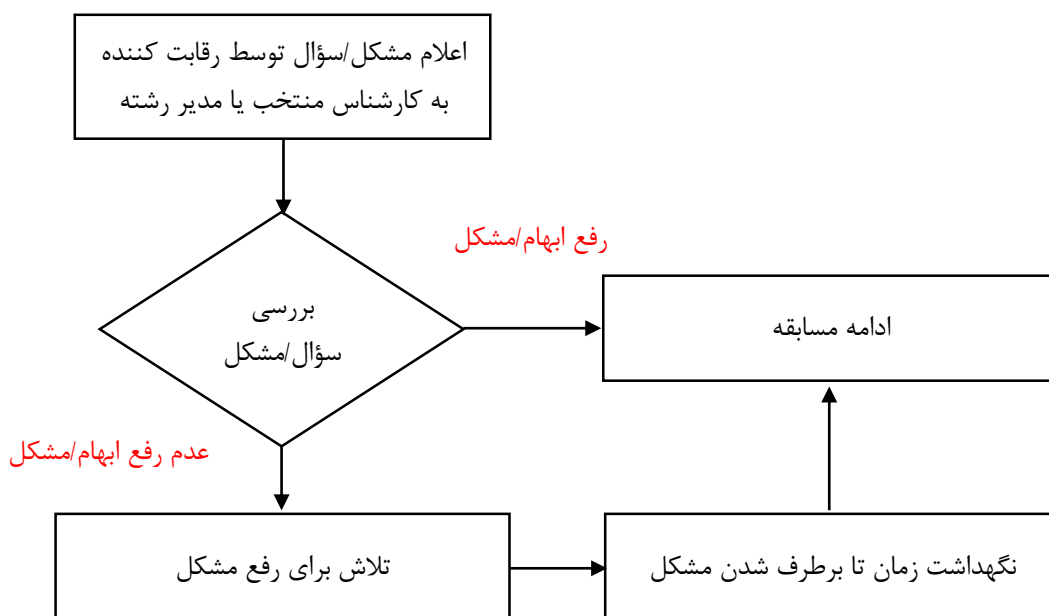 اعلام مشکل/سؤال توسط رقابت کننده
به کارشناس منتخب یا مدیر رشته
رفع ابهام/مشکل
بررسی
سؤال/مشکل
ادامه مسابقه
عدم رفع ابهام/مشکل
تلاش برای رفع مشکل
نگهداشت زمان تا برطرف شدن مشکل